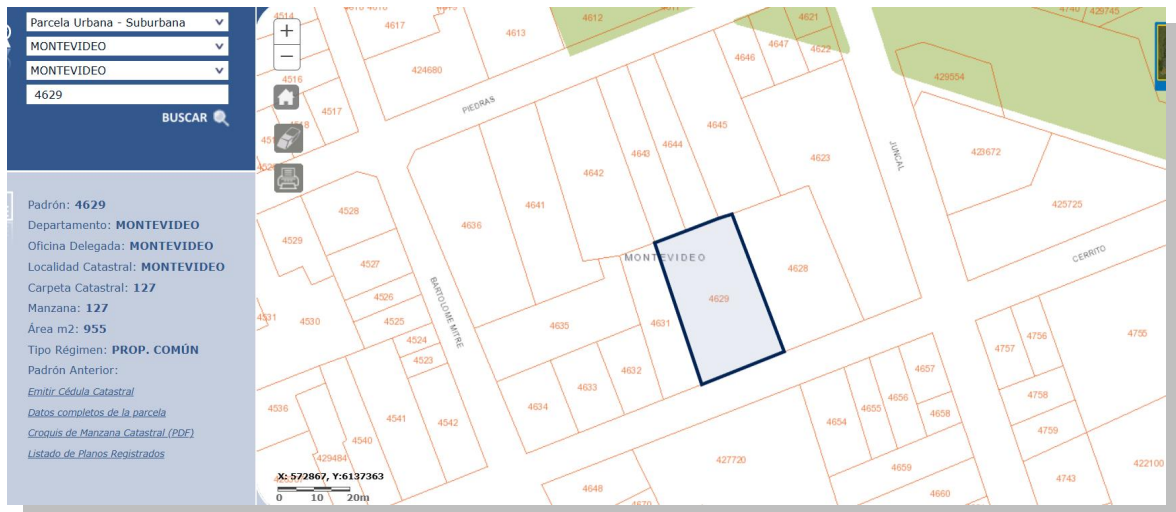 Parcela Urbana - Suburbana
MONTEVIDEO
MONTEVIDEO
4629
BUSCAR
Padrón: 4629
Departamento: MONTEVIDEO
Oficina Delegada: MONTEVIDEO
Localidad Catastral: MONTEVIDEO
Carpeta Catastral: 127
Manzana: 127
Área m2: 955
Tipo Régimen: PROP. COMÚN
Padrón Anterior:
Emitir Cédula Catastral
Datos completos de la parcela
Croquis de Manzana Catastral (PDF)
Listado de Planos Registrados
+
−
4514
4617
4613
4612
4621
4740
429745
4647
4622
4646
424680
4516
429554
4517
PIEDRAS
4645
4644
4643
4623
JUNCAL
423672
4642
4641
4636
4528
425725
4529
CERRITO
MONTEVIDEO
4527
4628
BARTOLOME MITRE
4526
4629
4531
4530
4525
4635
4631
4524
4523
4756
4755
4757
4632
4657
4633
4656
4758
4536
4634
4655
4658
4541
4542
4654
4759
4540
429484
427720
4659
422100
4743
4648
4660
X: 572867, Y:6137363
0 10 20m